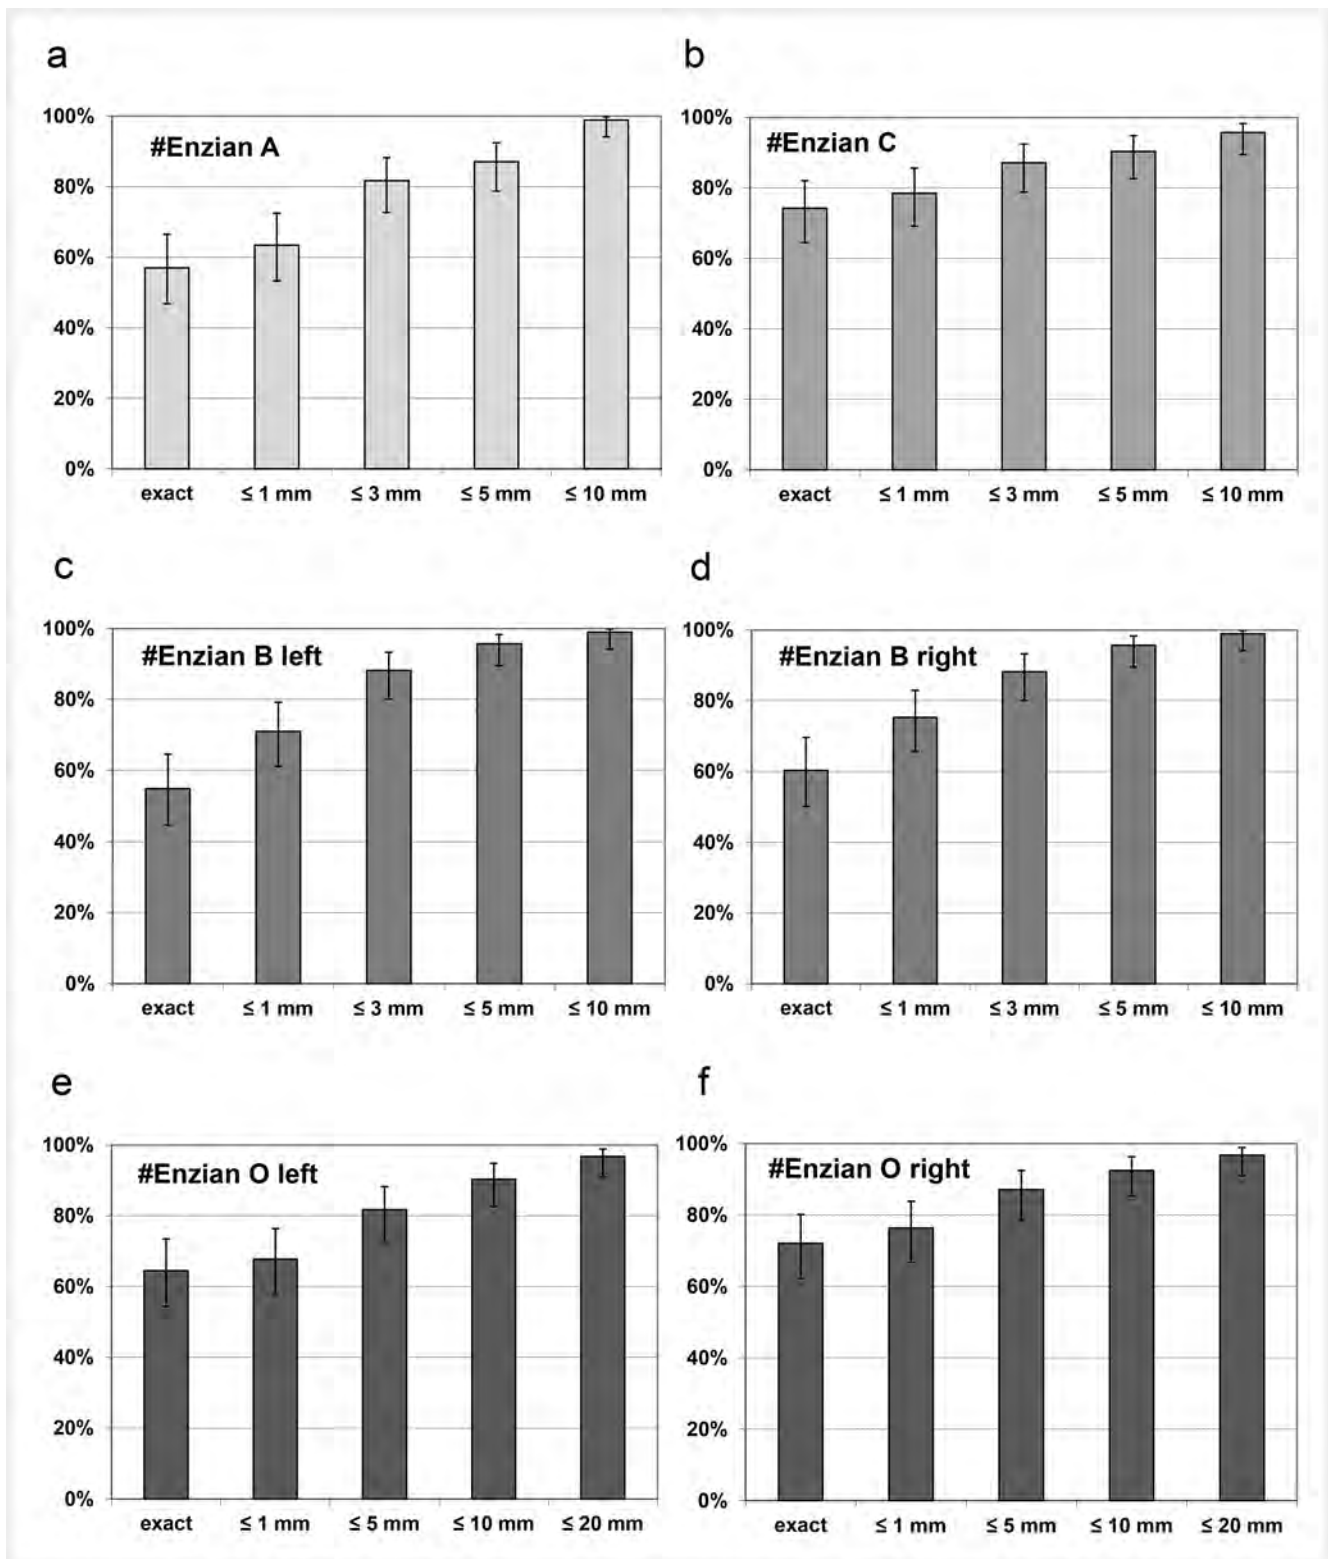 a
100%
#Enzian A
80%
60%
40%
20%
0%
exact ≤ 1 mm ≤ 3 mm ≤ 5 mm ≤ 10 mm
b
100%
#Enzian C
80%
60%
40%
20%
0%
exact ≤ 1 mm ≤ 3 mm ≤ 5 mm ≤ 10 mm
c
100%
#Enzian B left
80%
60%
40%
20%
0%
exact ≤ 1 mm ≤ 3 mm ≤ 5 mm ≤ 10 mm
d
100%
#Enzian B right
80%
60%
40%
20%
0%
exact ≤ 1 mm ≤ 3 mm ≤ 5 mm ≤ 10 mm
e
100%
#Enzian O left
80%
60%
40%
20%
0%
exact ≤ 1 mm ≤ 5 mm ≤ 10 mm ≤ 20 mm
f
100%
#Enzian O right
80%
60%
40%
20%
0%
exact ≤ 1 mm ≤ 5 mm ≤ 10 mm ≤ 20 mm